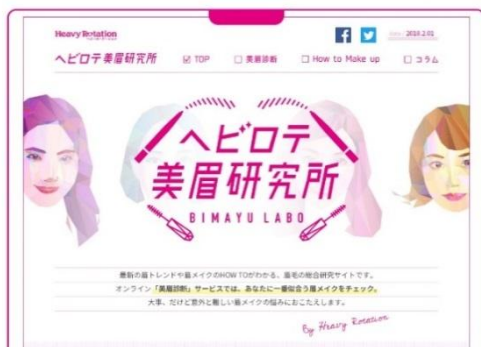 Heavy Rotation
2018.2.01
ヘビロテ美眉研究所
TOP
美眉診断
How to Make up
コラム
ヘビロテ
美眉研究所
BIMAYU LABO
最新の眉トレンドや眉メイクのHOW TOがわかる、眉毛の総合研究サイトです。
オンライン「美眉診断」サービスでは、あなたに一番似合う眉メイクをチェック。
大事、だけど意外と難しい眉メイクの悩みにおこたえします。
By Heavy Rotation